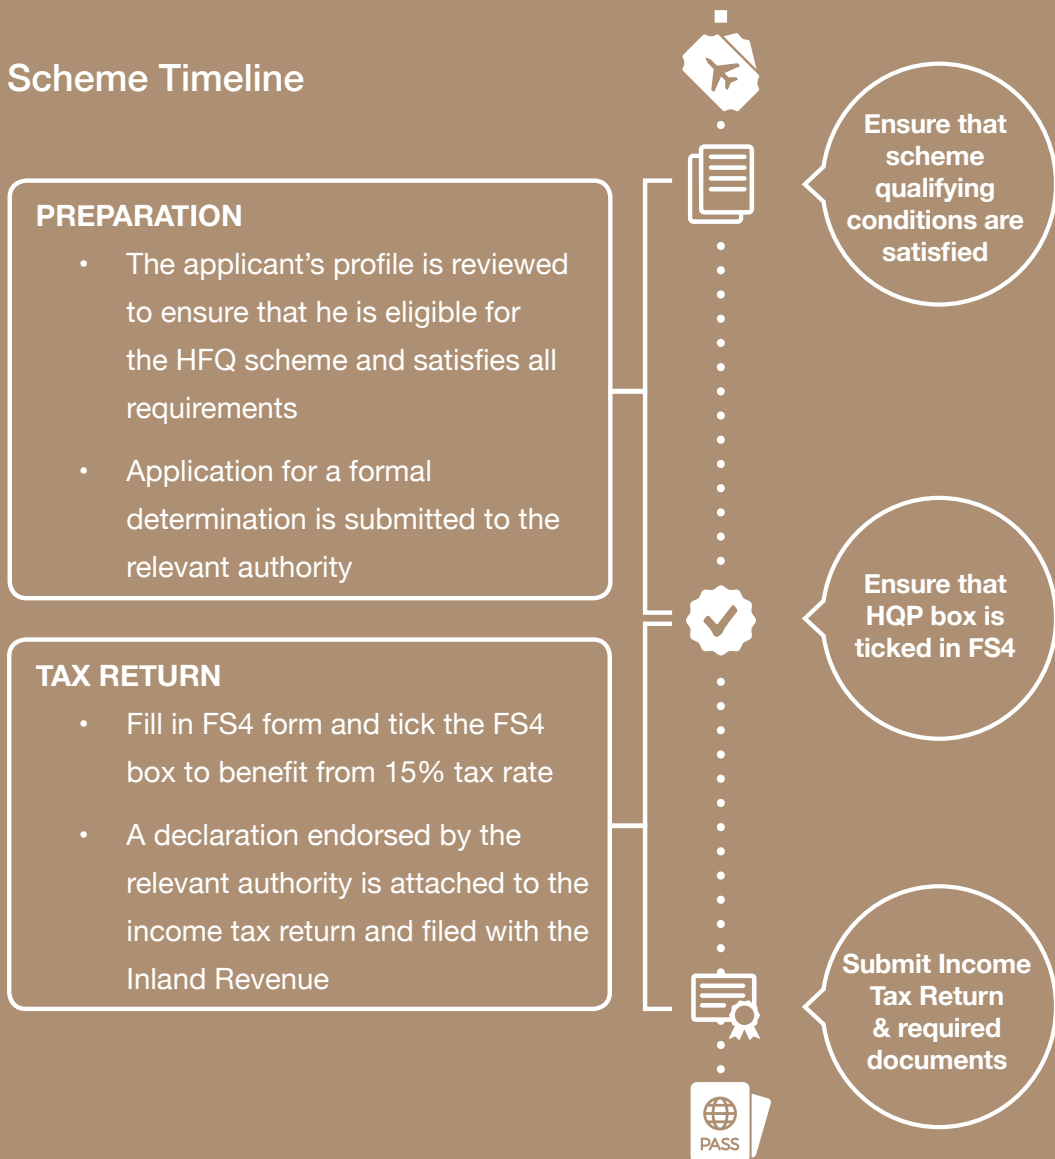 Scheme Timeline
PREPARATION
• The applicant’s profile is reviewed
to ensure that he is eligible for
the HFQ scheme and satisfies all
requirements
• Application for a formal
determination is submitted to the
relevant authority
TAX RETURN
• Fill in FS4 form and tick the FS4
box to benefit from 15% tax rate
• A declaration endorsed by the
relevant authority is attached to the
income tax return and filed with the
Inland Revenue
Ensure that
scheme
qualifying
conditions are
satisfied
Ensure that
HQP box is
ticked in FS4
Submit Income
Tax Return
& required
documents
PASS